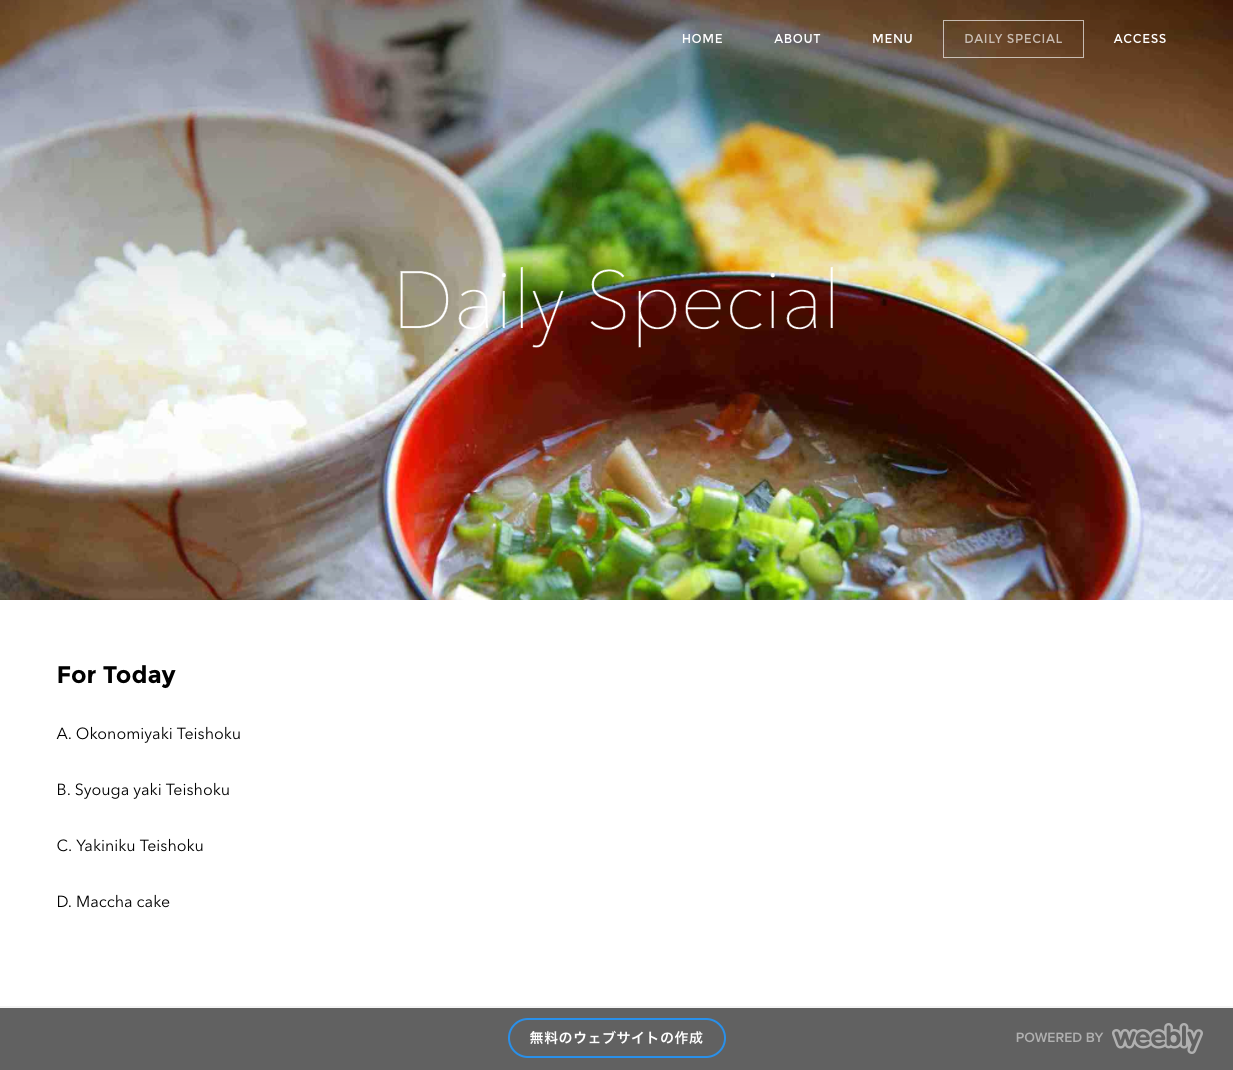 HOME
ABOUT
MENU
DAILY SPECIAL
ACCESS
Daily Special
For Today
A. Okonomiyaki Teishoku
B. Syouga yaki Teishoku
C. Yakiniku Teishoku
D. Maccha cake
無料のウェブサイトの作成
POWERED BY weebly